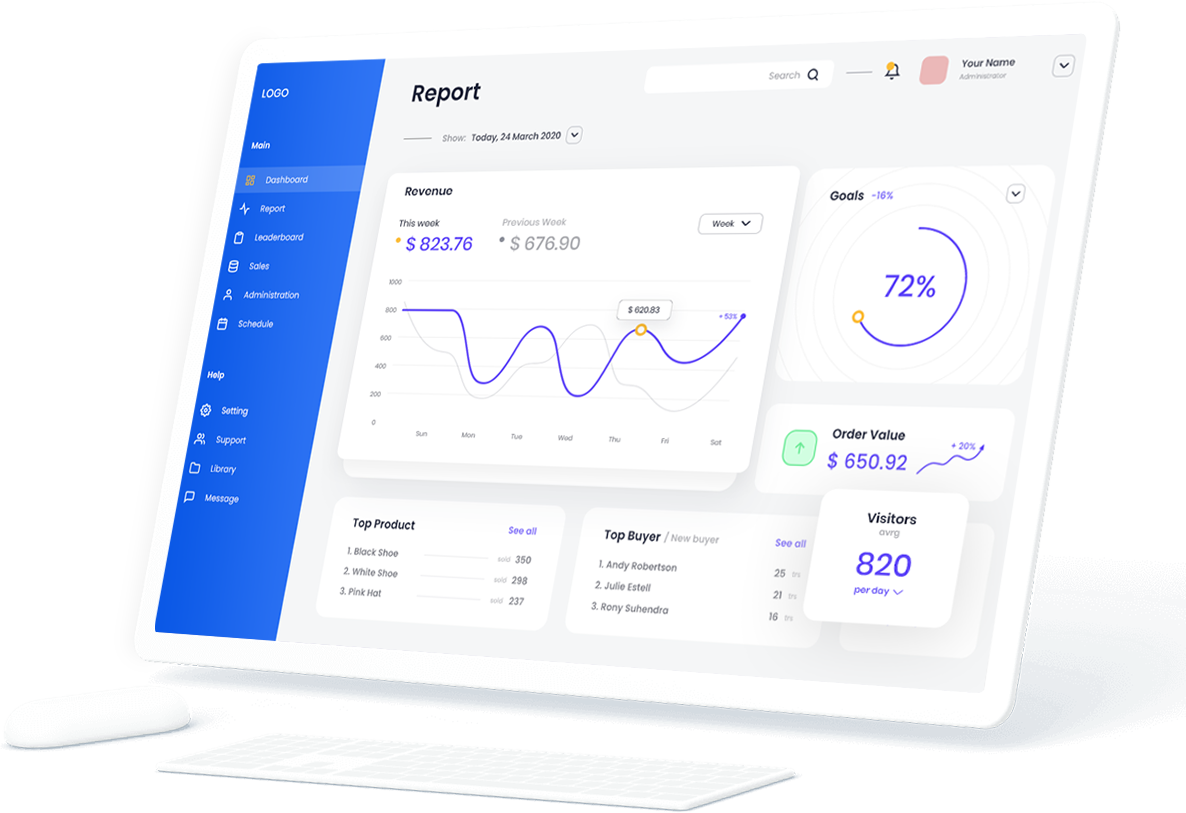 LOGO
Main
Dashboard
Report
Leaderboard
Sales
Administration
Schedule
Help
Setting
Support
Library
Message
Report
Search
Your Name
Administrator
Show: Today, 24 March 2020
Revenue
This week
$ 823.76
Previous Week
$ 676.90
Week
1000
800
600
400
200
0
$ 620.83
+ 53%
Sun Mon Tue Wed Thu Fri Sat
Goals -16%
72%
Order Value
$ 650.92
+ 20%
Top Product See all
1. Black Shoe sold 350
2. White Shoe sold 298
3. Pink Hat sold 237
Top Buyer / New buyer See all
1. Andy Robertson 25 trs
2. Julie Estell 21 trs
3. Rony Suhendra 16 trs
Visitors
avrg
820
per day